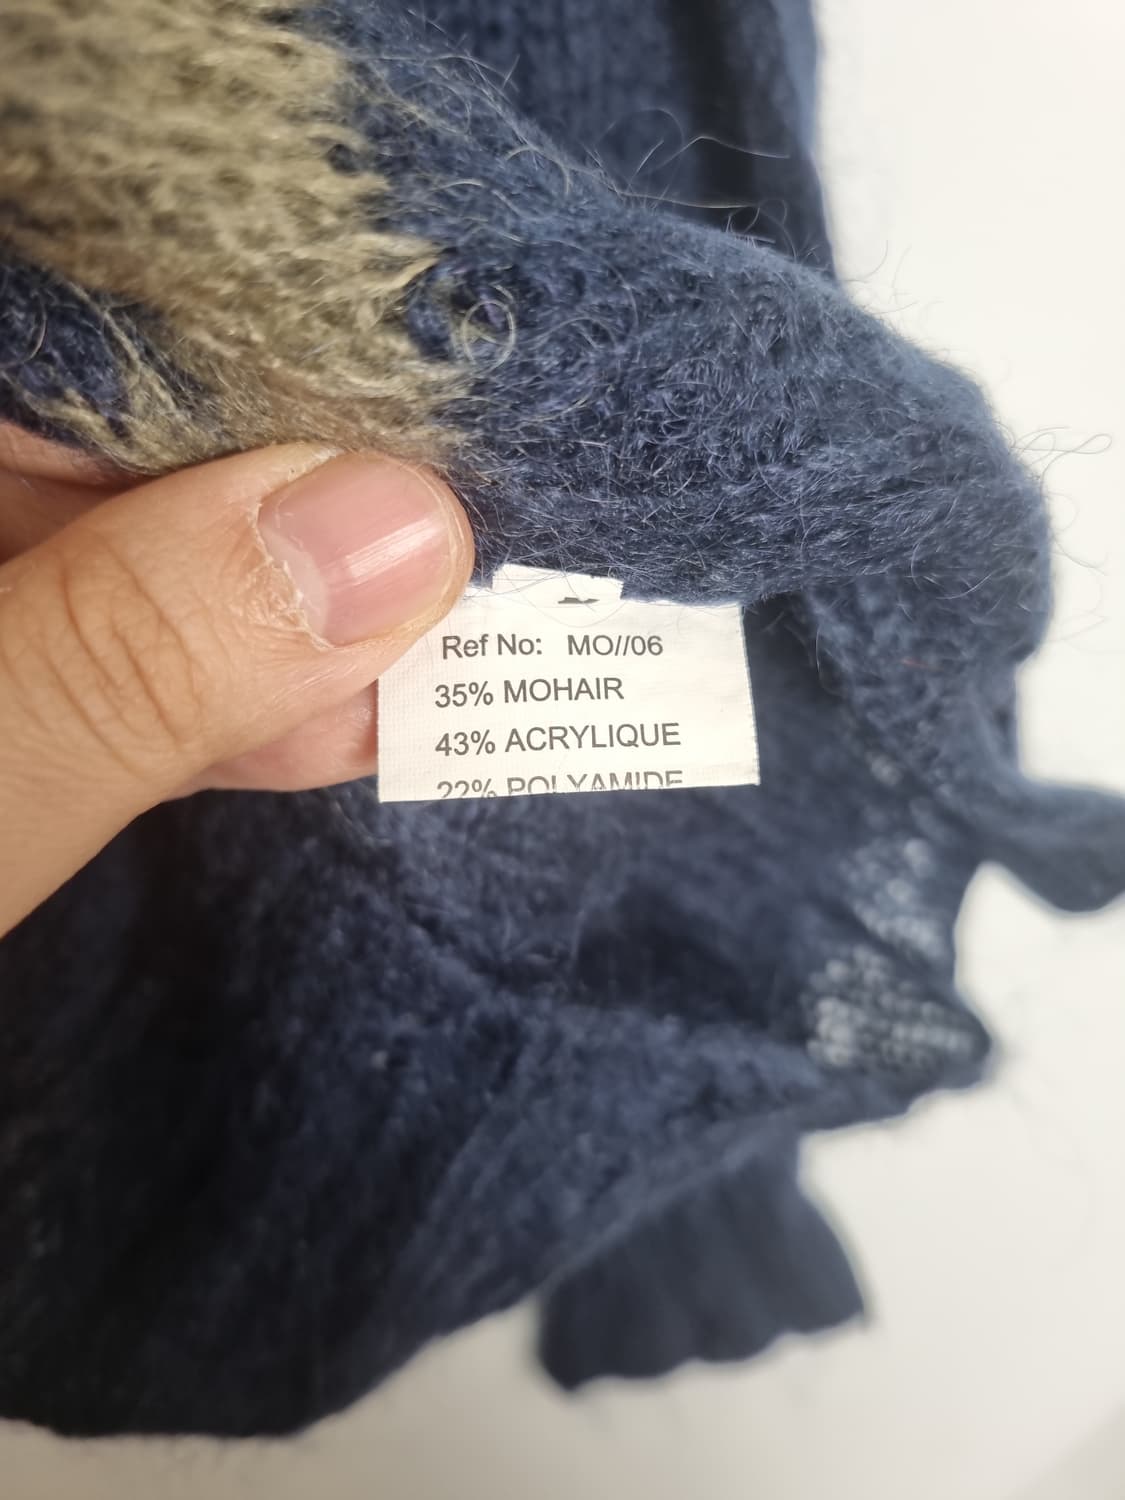 Ref No: MO//06
35% MOHAIR
43% ACRYLIQUE
22% POLYAMIDE